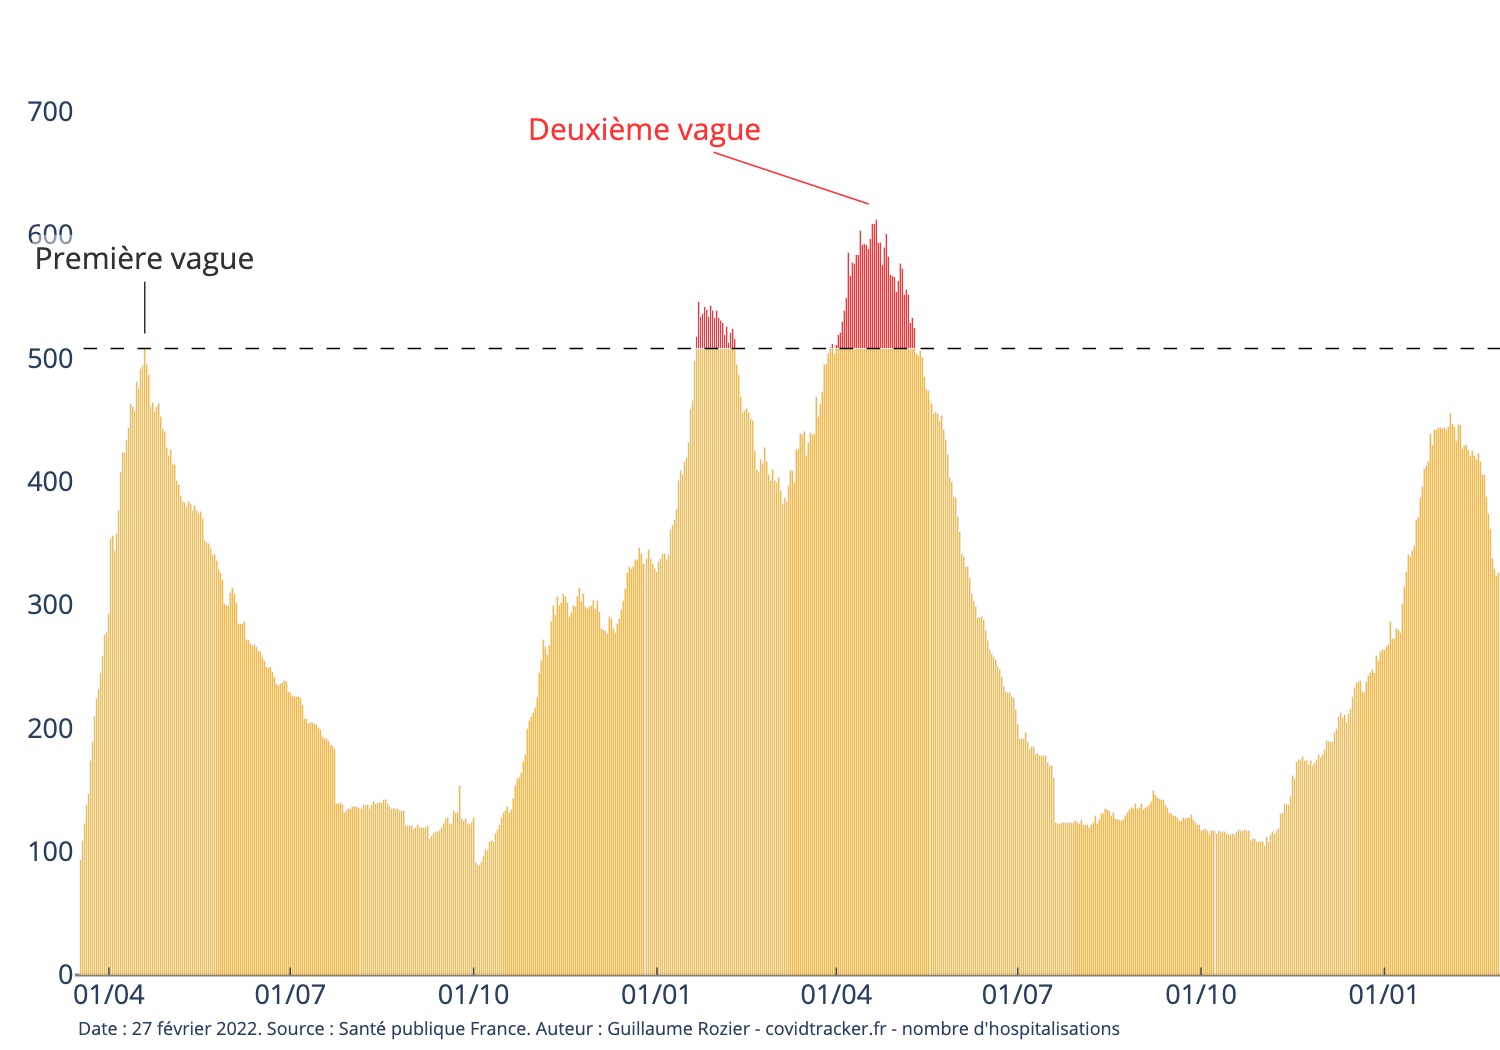 700
Deuxième vague
600
Première vague
500
400
300
200
100
0
01/04 01/07 01/10 01/01 01/04 01/07 01/10 01/01
Date : 27 février 2022. Source : Santé publique France. Auteur : Guillaume Rozier - covidtracker.fr - nombre d'hospitalisations